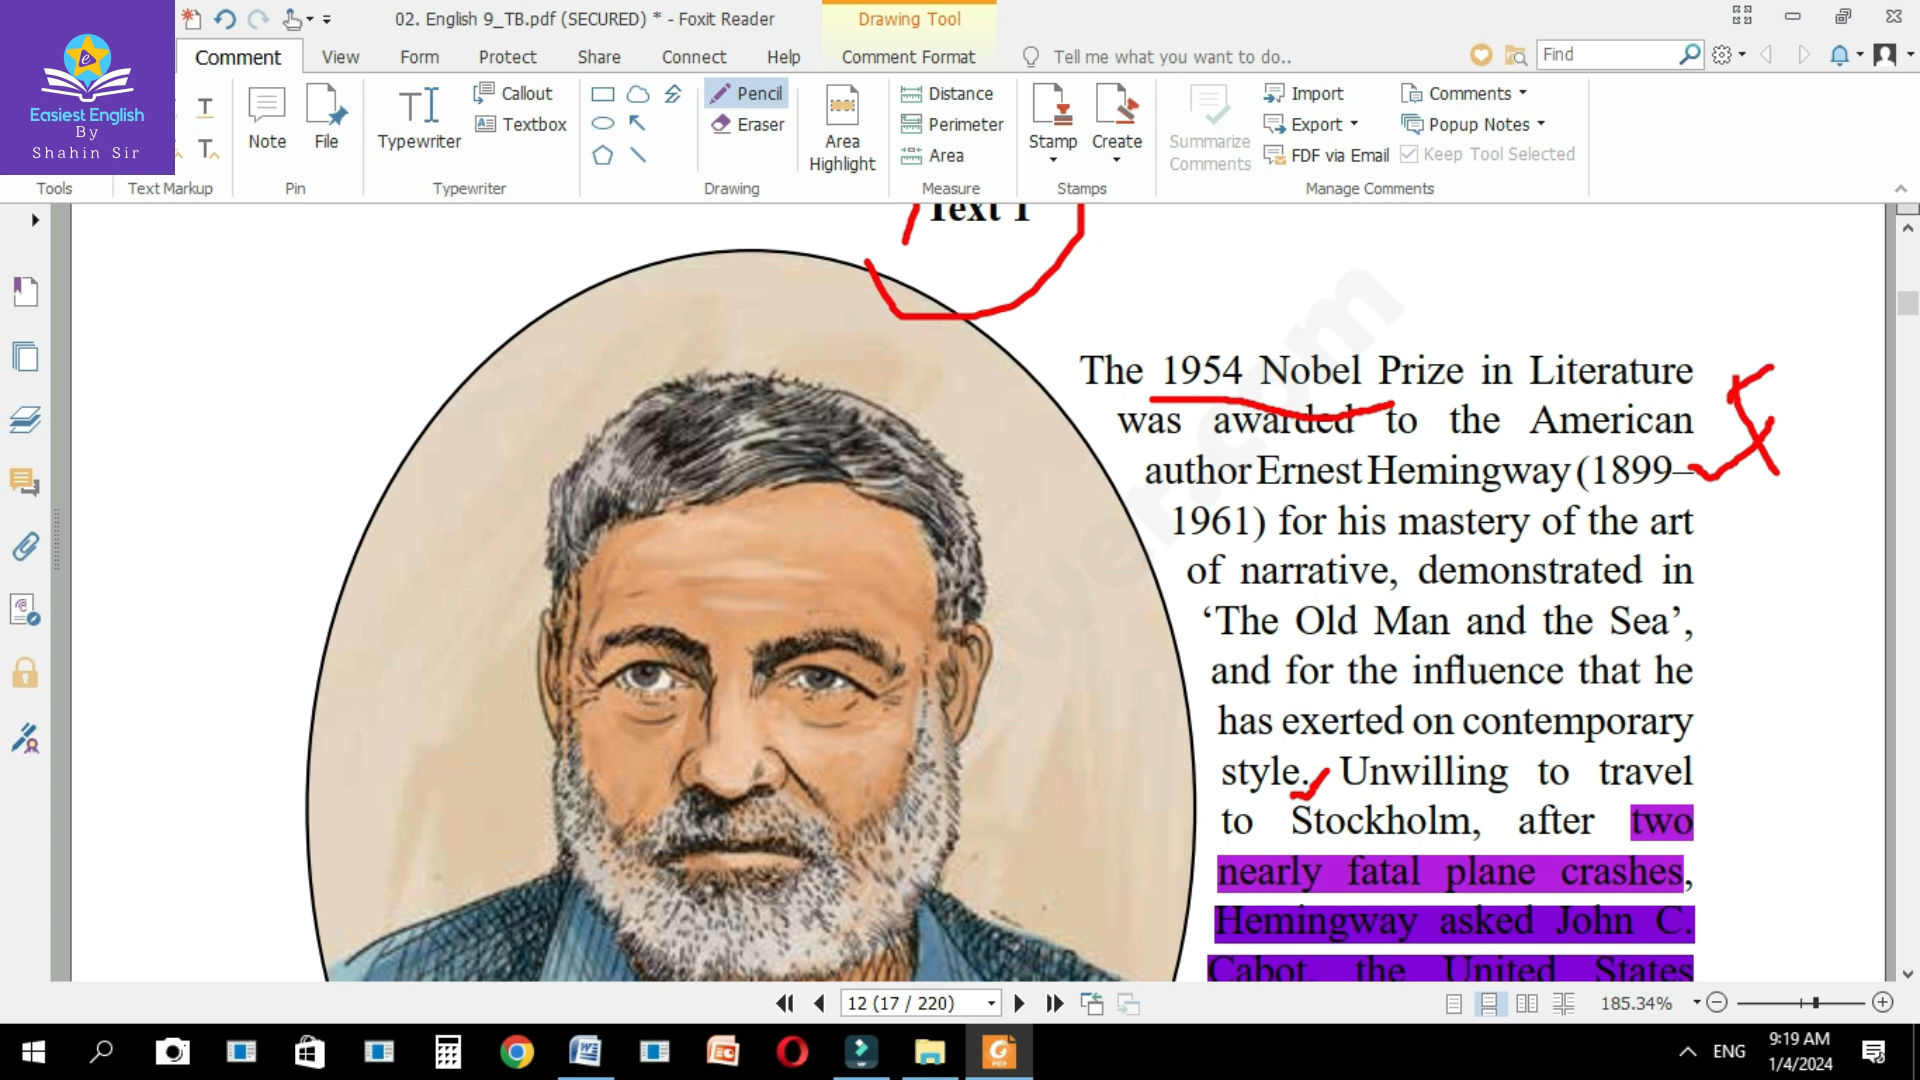 02. English 9_TB.pdf (SECURED) * - Foxit Reader
Drawing Tool
Comment
View
Form
Protect
Share
Connect
Help
Comment Format
Tell me what you want to do..
Find
e
Easiest English
By
Shahin Sir
Note
File
Typewriter
Callout
Textbox
Pencil
Eraser
Area
Highlight
Distance
Perimeter
Area
Stamp
Create
Summarize
Comments
Import
Export
FDF via Email
Comments
Popup Notes
Keep Tool Selected
Tools
Text Markup
Pin
Typewriter
Drawing
Measure
Stamps
Manage Comments
Text 1
The 1954 Nobel Prize in Literature
was awarded to the American
author Ernest Hemingway (1899–
1961) for his mastery of the art
of narrative, demonstrated in
‘The Old Man and the Sea’,
and for the influence that he
has exerted on contemporary
style. Unwilling to travel
to Stockholm, after two
nearly fatal plane crashes,
Hemingway asked John C.
Cabot, the United States
12 (17 / 220)
185.34%
ENG
9:19 AM
1/4/2024